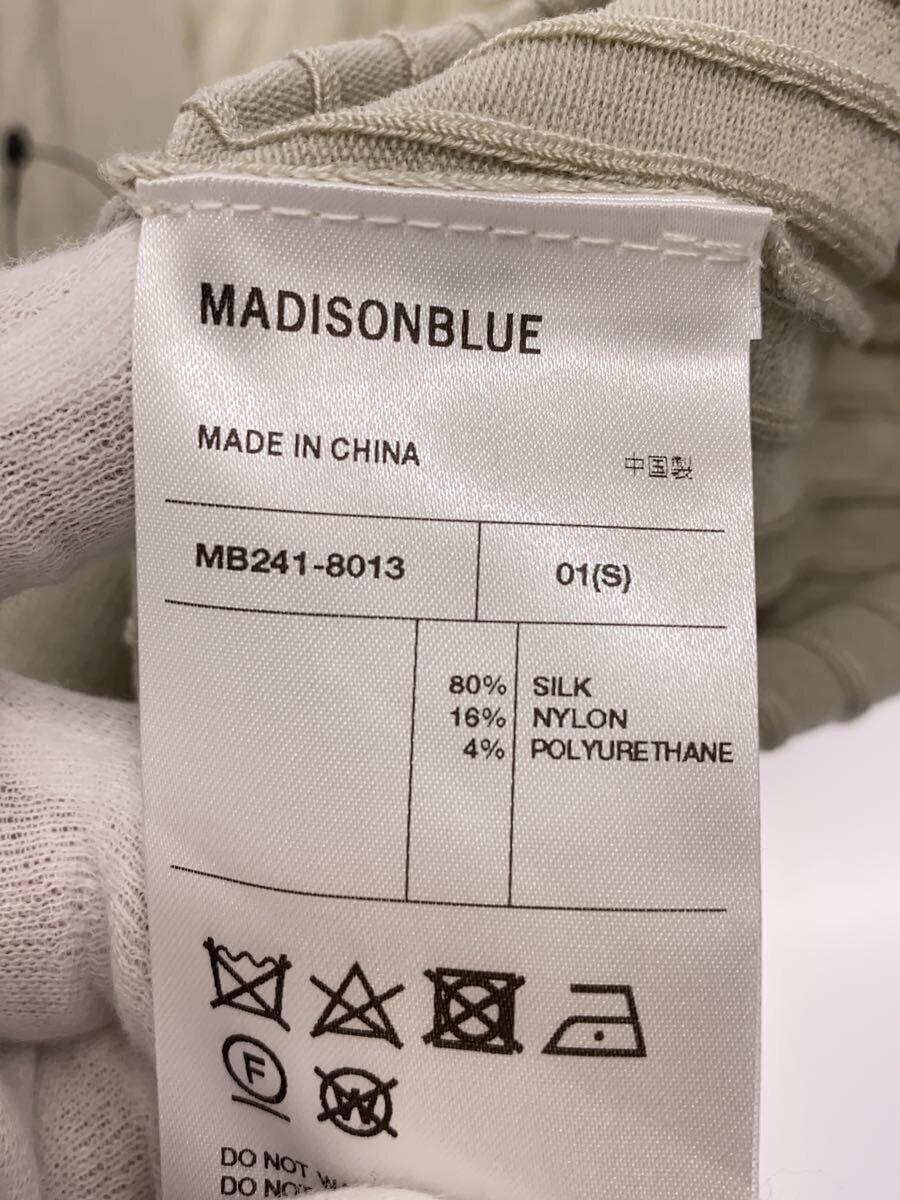 MADISONBLUE
MADE IN CHINA 中国製
MB241-8013 01(S)
80% SILK
16% NYLON
4% POLYURETHANE
F
W
DO NOT
DO NOT